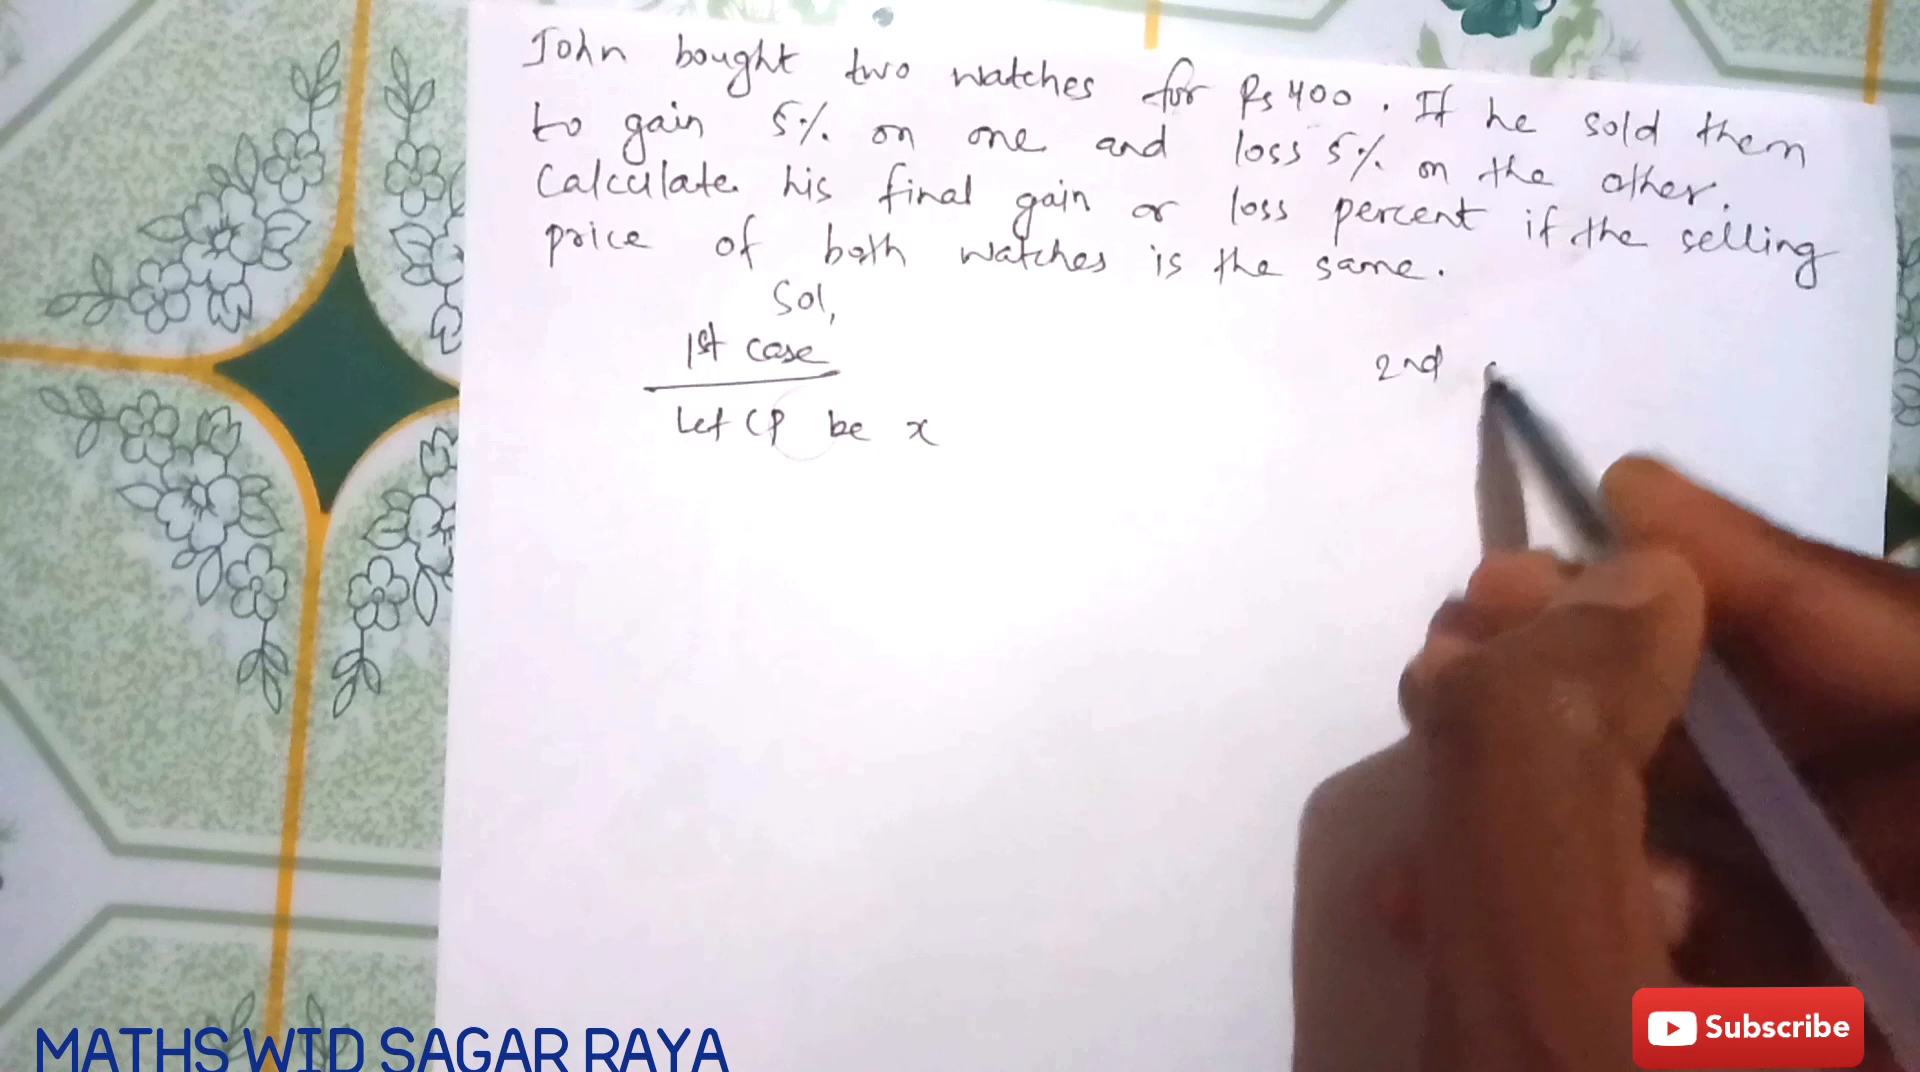 John bought two watches for Rs 400. If he sold them
to gain 5% on one and loss 5% on the other.
Calculate his final gain or loss percent if the selling
price of both watches is the same.
Sol,
1st case
2nd
Let CP be x
MATHS WID SAGAR RAYA
Subscribe